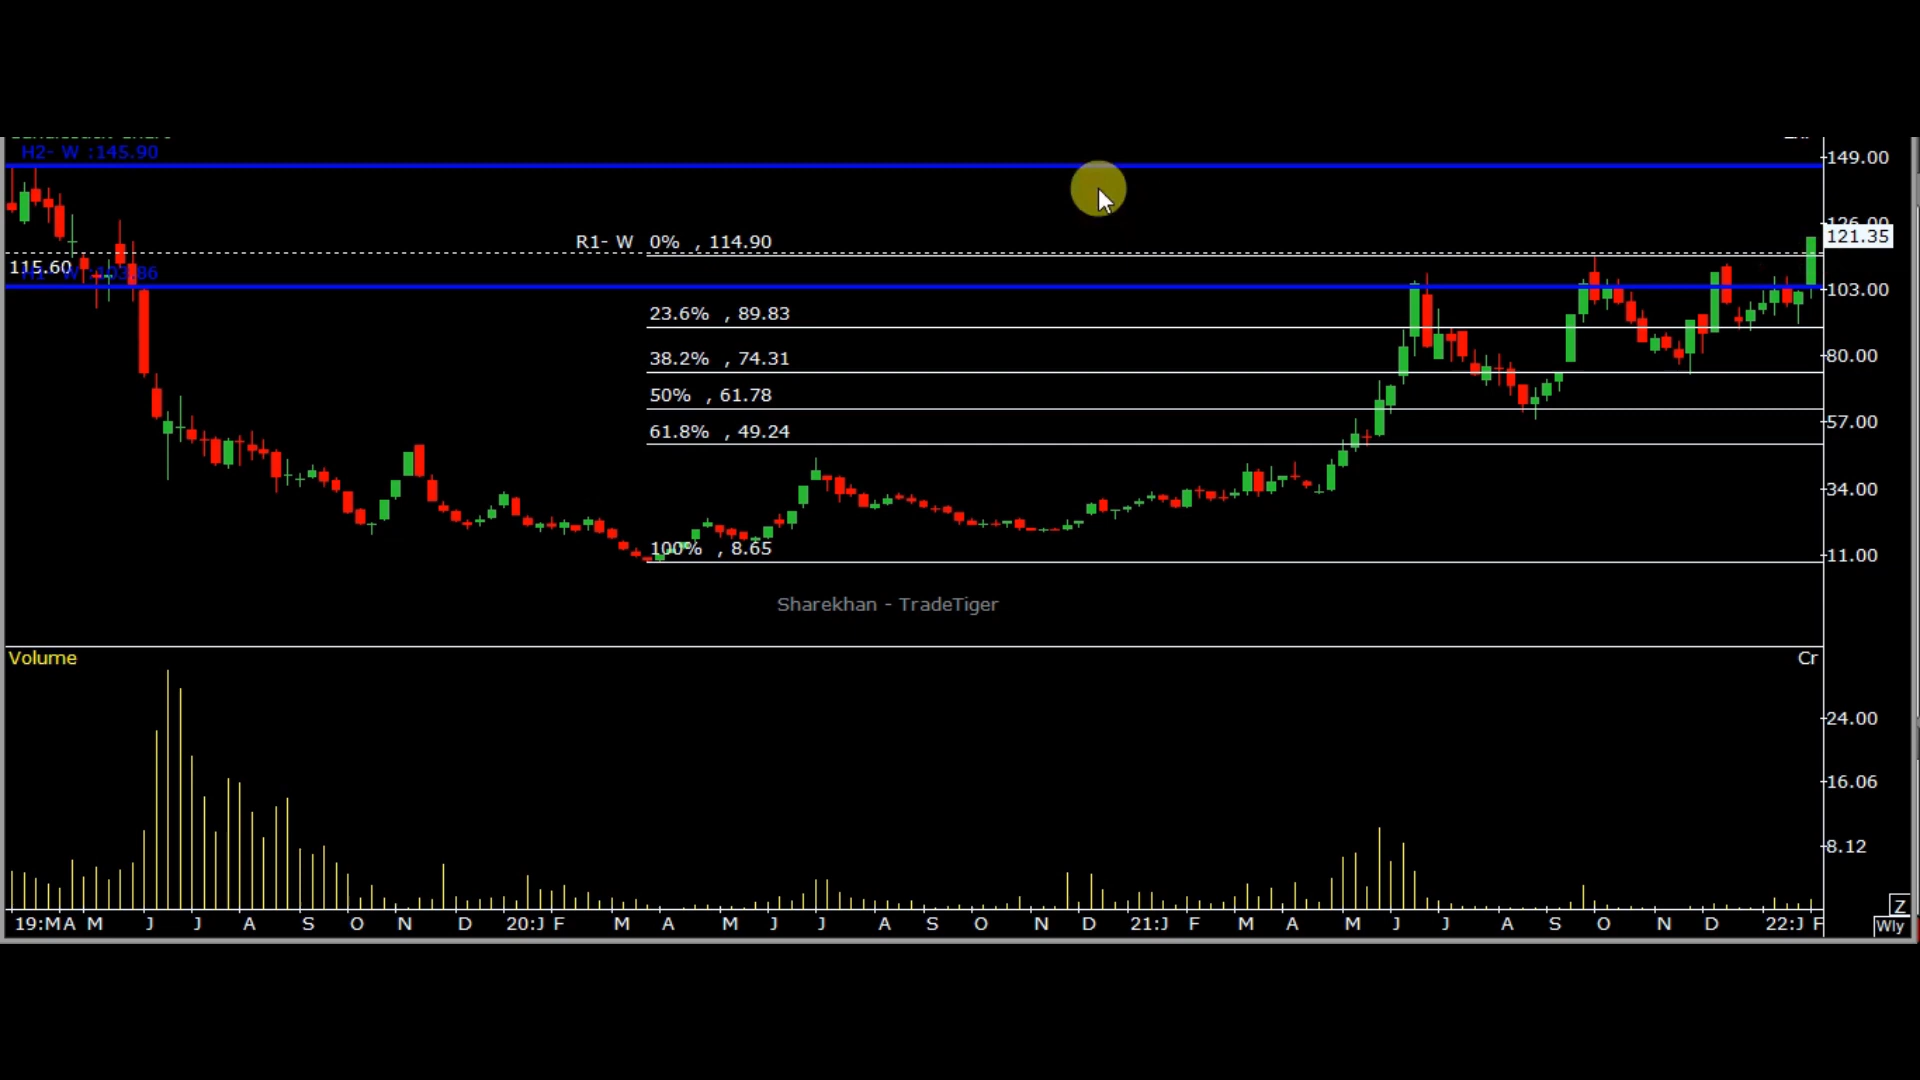 H2- W :145.90
149.00
126.00
121.35
R1- W 0% , 114.90
115.60
103.00
23.6% , 89.83
38.2% , 74.31
80.00
50% , 61.78
57.00
61.8% , 49.24
34.00
100% , 8.65
11.00
Sharekhan - TradeTiger
Volume
Cr
24.00
16.06
8.12
19:M A M J J A S O N D 20:J F M A M J J A S O N D 21:J F M A M J J A S O N D 22:J F
Z
Wly